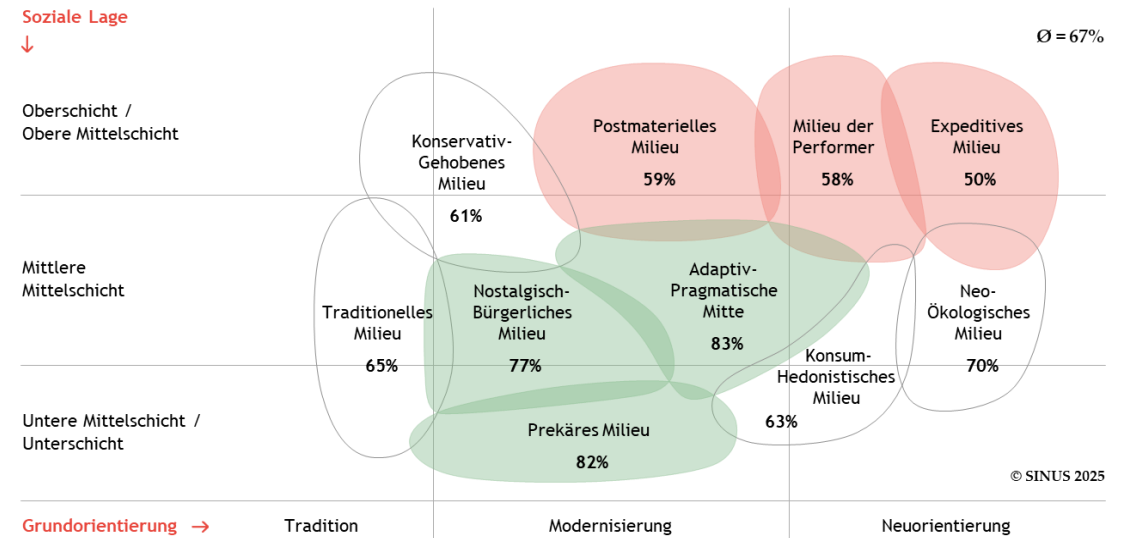 Soziale Lage
↓
Ø = 67%
Oberschicht /
Obere Mittelschicht
Konservativ-
Gehobenes
Milieu
61%
Postmaterielles
Milieu
59%
Milieu der
Performer
58%
Expeditives
Milieu
50%
Mittlere
Mittelschicht
Traditionelles
Milieu
65%
Nostalgisch-
Bürgerliches
Milieu
77%
Adaptiv-
Pragmatische
Mitte
83%
Konsum-
Hedonistisches
Milieu
63%
Neo-
Ökologisches
Milieu
70%
Untere Mittelschicht /
Unterschicht
Prekäres Milieu
82%
© SINUS 2025
Grundorientierung →
Tradition
Modernisierung
Neuorientierung